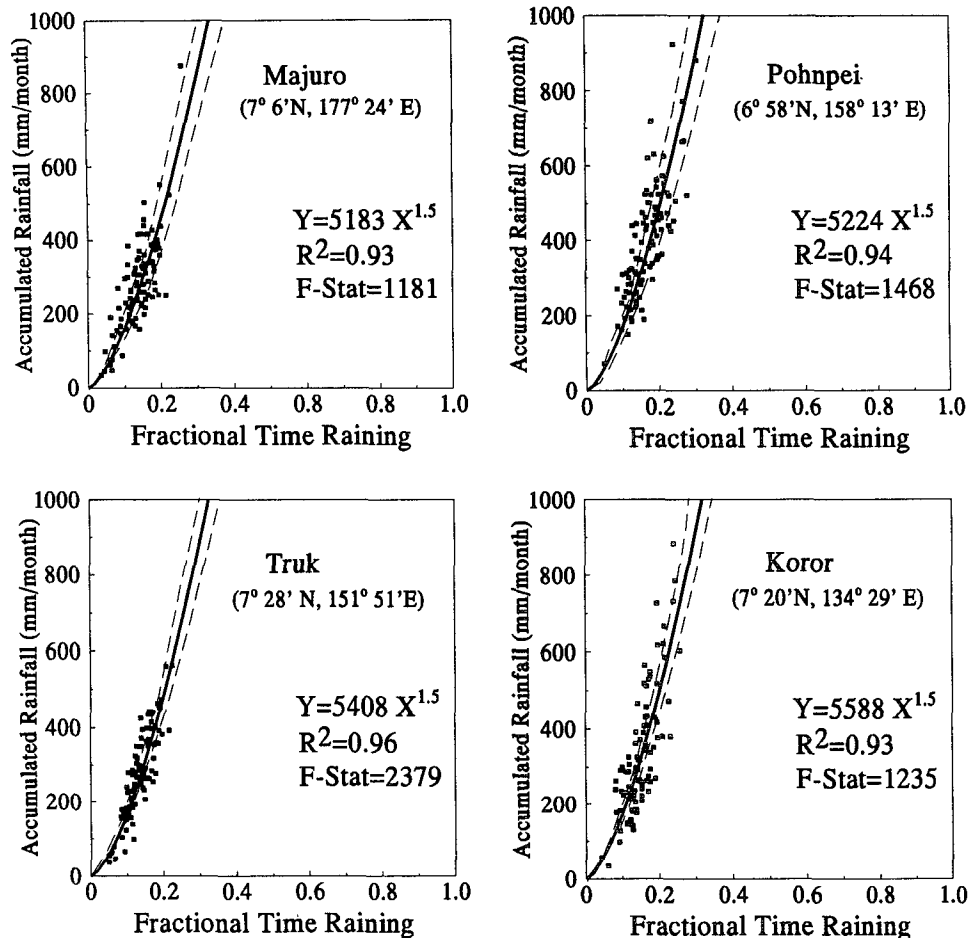 Majuro
(7° 6'N, 177° 24' E)
Y=5183 X^1.5
R^2=0.93
F-Stat=1181
Accumulated Rainfall (mm/month)
1000
800
600
400
200
0
0 0.2 0.4 0.6 0.8 1.0
Fractional Time Raining
Pohnpei
(6° 58'N, 158° 13' E)
Y=5224 X^1.5
R^2=0.94
F-Stat=1468
Accumulated Rainfall (mm/month)
1000
800
600
400
200
0
0 0.2 0.4 0.6 0.8 1.0
Fractional Time Raining
Truk
(7° 28' N, 151° 51'E)
Y=5408 X^1.5
R^2=0.96
F-Stat=2379
Accumulated Rainfall (mm/month)
1000
800
600
400
200
0
0 0.2 0.4 0.6 0.8 1.0
Fractional Time Raining
Koror
(7° 20'N, 134° 29' E)
Y=5588 X^1.5
R^2=0.93
F-Stat=1235
Accumulated Rainfall (mm/month)
1000
800
600
400
200
0
0 0.2 0.4 0.6 0.8 1.0
Fractional Time Raining